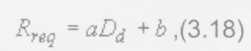 R_req = aD_d + b ,(3.18)